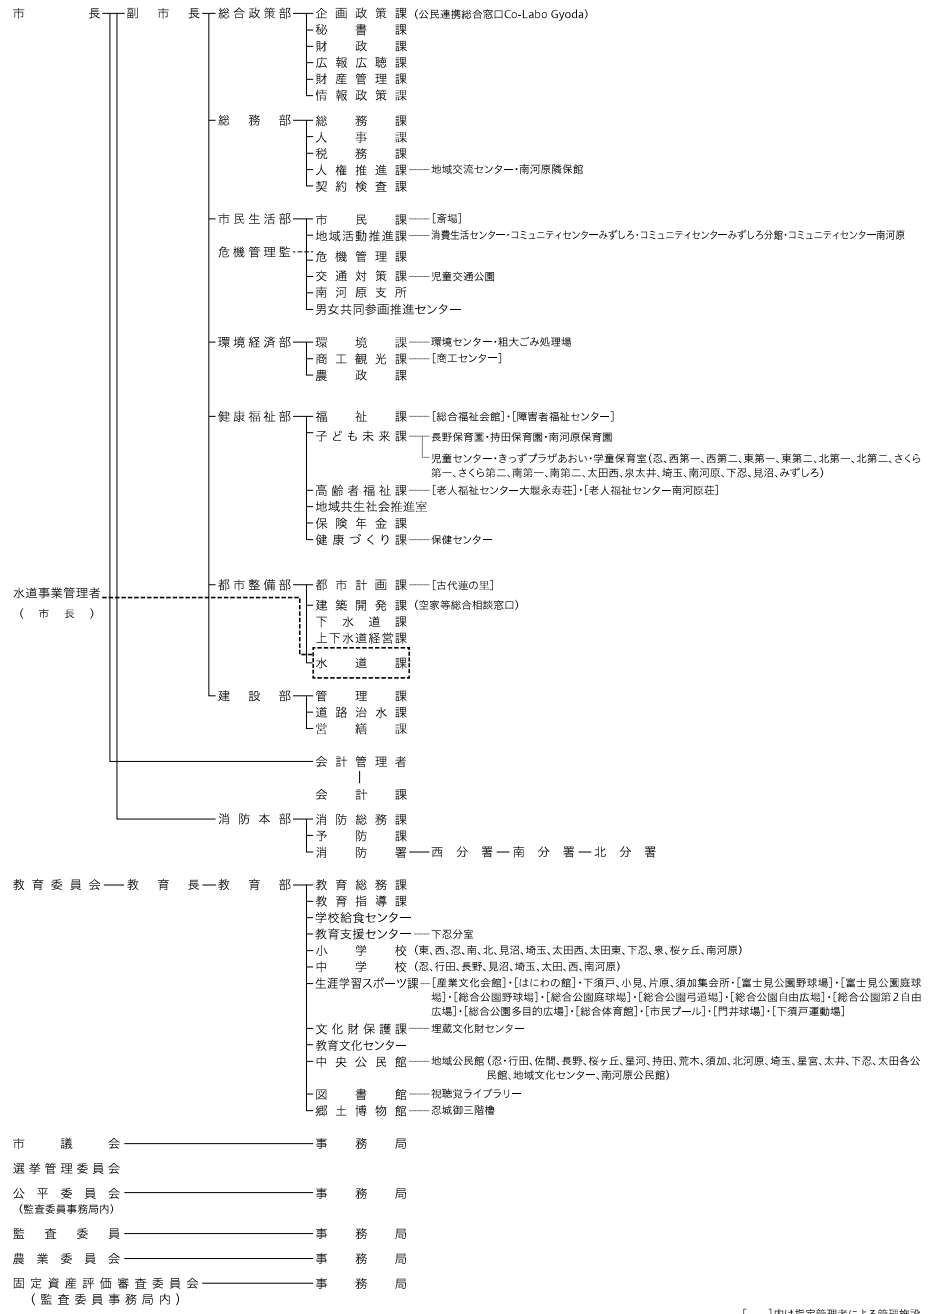 市長 副市長 総合政策部 企画政策課(公民連携総合窓口Co-Labo Gyoda)
秘書課
財政課
広報広聴課
財産管理課
情報政策課
総務部 総務課
人事課
税務課
人権推進課 地域交流センター・南河原隣保館
契約検査課
市民生活部 市民課 [斎場]
地域活動推進課 消費生活センター・コミュニティセンターみずしろ・コミュニティセンターみずしろ分館・コミュニティセンター南河原
危機管理監 危機管理課
交通対策課 児童交通公園
南河原支所
男女共同参画推進センター
環境経済部 環境課 環境センター・粗大ごみ処理場
商工観光課 [商工センター]
農政課
健康福祉部 福祉課 [総合福祉会館]・[障害者福祉センター]
子ども未来課 長野保育園・持田保育園・南河原保育園
児童センター・きっずプラザあおい・学童保育室(忍、西第一、西第二、東第一、東第二、北第一、北第二、さくら
第一、さくら第二、南第一、南第二、太田西、泉太井、埼玉、南河原、下忍、見沼、みずしろ)
高齢者福祉課 [老人福祉センター大堰永寿荘]・[老人福祉センター南河原荘]
地域共生社会推進室
保険年金課
健康づくり課 保健センター
都市整備部 都市計画課 [古代蓮の里]
水道事業管理者
(市長)
建築開発課(空家等総合相談窓口)
下水道課
上下水道経営課
水道課
建設部 管理課
道路治水課
営繕課
会計管理者
会計課
消防本部 消防総務課
予防課
消防署 西分署 南分署 北分署
教育委員会 教育長 教育部 教育総務課
教育指導課
学校給食センター
教育支援センター 下忍分室
小学校(東、西、忍、南、北、見沼、埼玉、太田西、太田東、下忍、泉、桜ヶ丘、南河原)
中学校(忍、行田、長野、見沼、埼玉、太田、西、南河原)
生涯学習スポーツ課 [産業文化会館]・[はにわの館]・下須戸、小見、片原、須加集会所・[富士見公園野球場]・[富士見公園庭球
場]・[総合公園野球場]・[総合公園庭球場]・[総合公園弓道場]・[総合公園自由広場]・[総合公園第2自由
広場]・[総合公園多目的広場]・[総合体育館]・[市民プール]・[門井球場]・[下須戸運動場]
文化財保護課 埋蔵文化財センター
教育文化センター
中央公民館 地域公民館(忍・行田、佐間、長野、桜ヶ丘、星河、持田、荒木、須加、北河原、埼玉、星宮、太井、下忍、太田各公
民館、地域文化センター、南河原公民館)
図書館 視聴覚ライブラリー
郷土博物館 忍城御三階櫓
市議会 事務局
選挙管理委員会
公平委員会 事務局
(監査委員事務局内)
監査委員 事務局
農業委員会 事務局
固定資産評価審査委員会 事務局
(監査委員事務局内)
[ ]内は指定管理者による管理施設